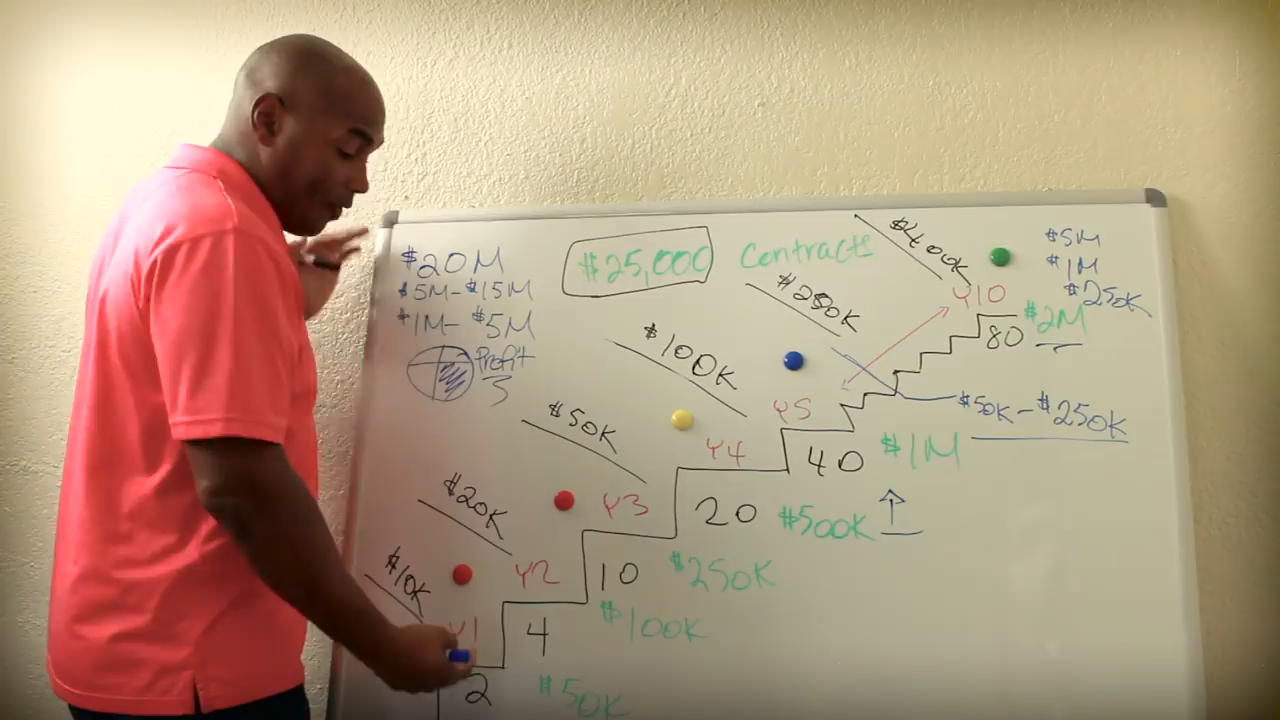 $20M
$5M-$15M
$1M-$5M
Profit
$25,000 Contracts
$400K
$5M
$1M
$250K
Y10
$2M
80
$250K
$100K
$50K-$250K
Y5
40
$1M
$50K
Y4
20
$500K
$20K
Y3
10
$250K
$10K
Y2
4
$100K
Y1
2
$50K